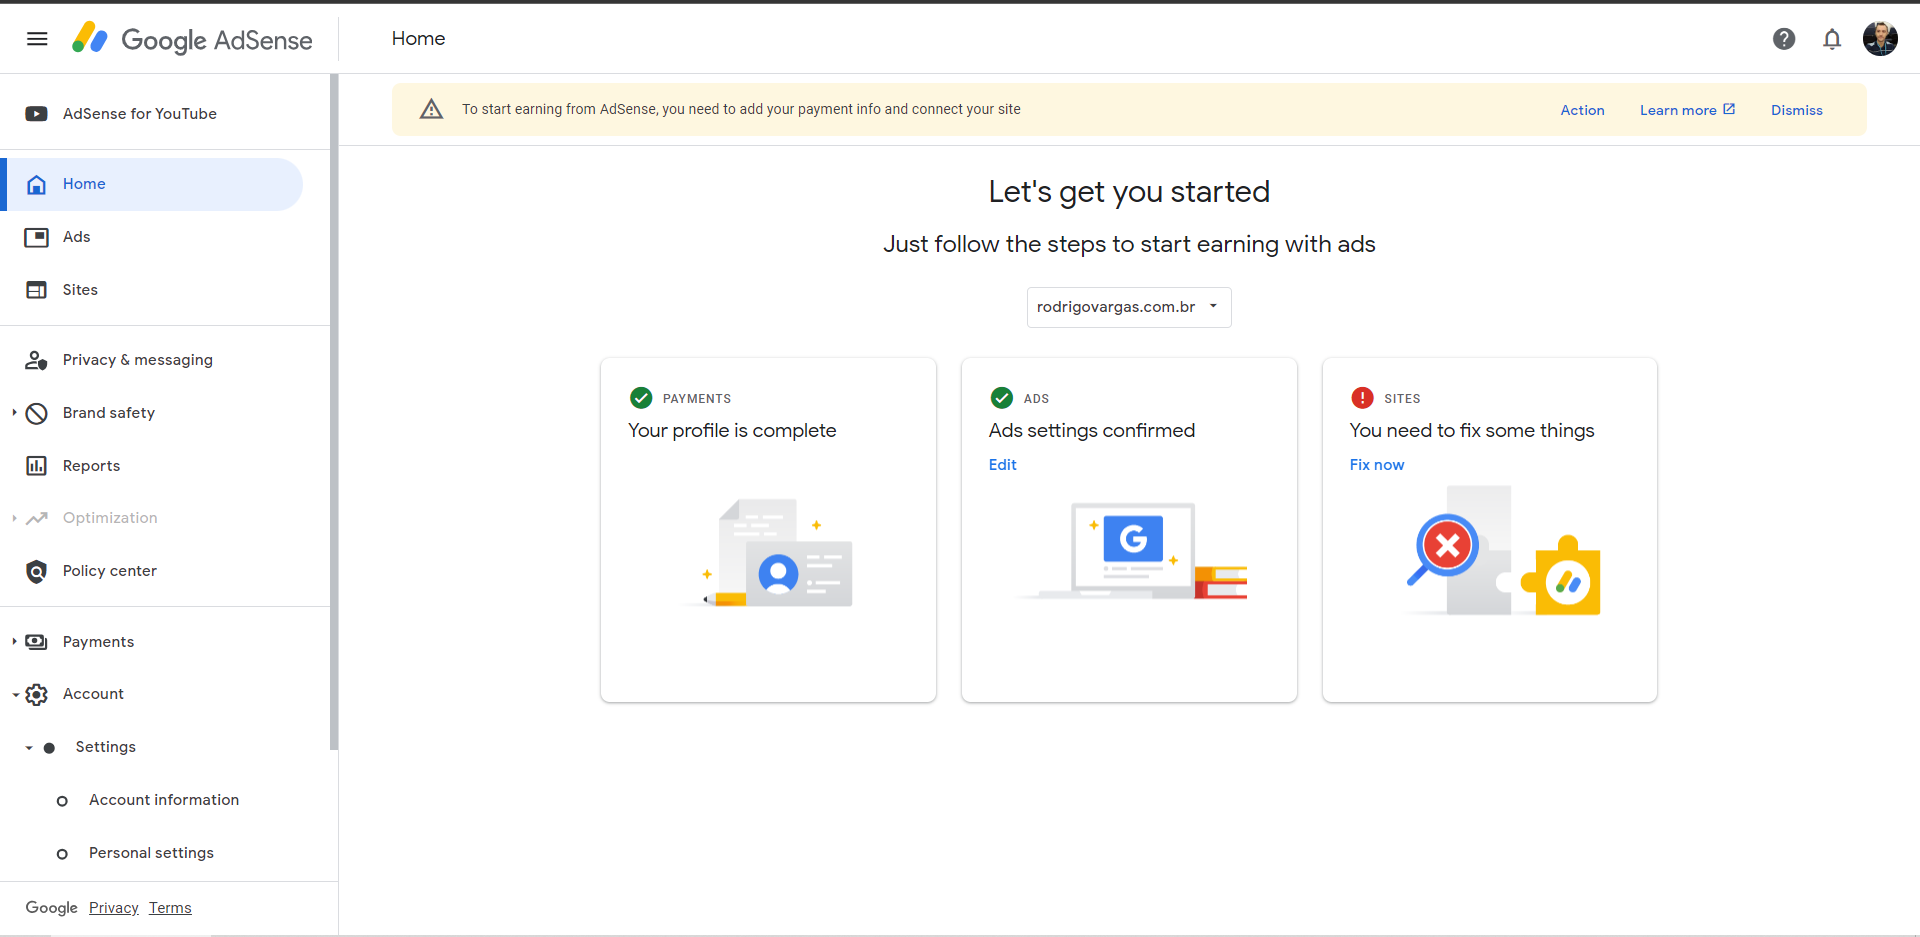 Google AdSense
Home
AdSense for YouTube
Home
Ads
Sites
Privacy & messaging
Brand safety
Reports
Optimization
Policy center
Payments
Account
Settings
Account information
Personal settings
Google Privacy Terms
To start earning from AdSense, you need to add your payment info and connect your site
Action Learn more Dismiss
Let's get you started
Just follow the steps to start earning with ads
rodrigovargas.com.br
PAYMENTS
Your profile is complete
ADS
Ads settings confirmed
Edit
G
SITES
You need to fix some things
Fix now